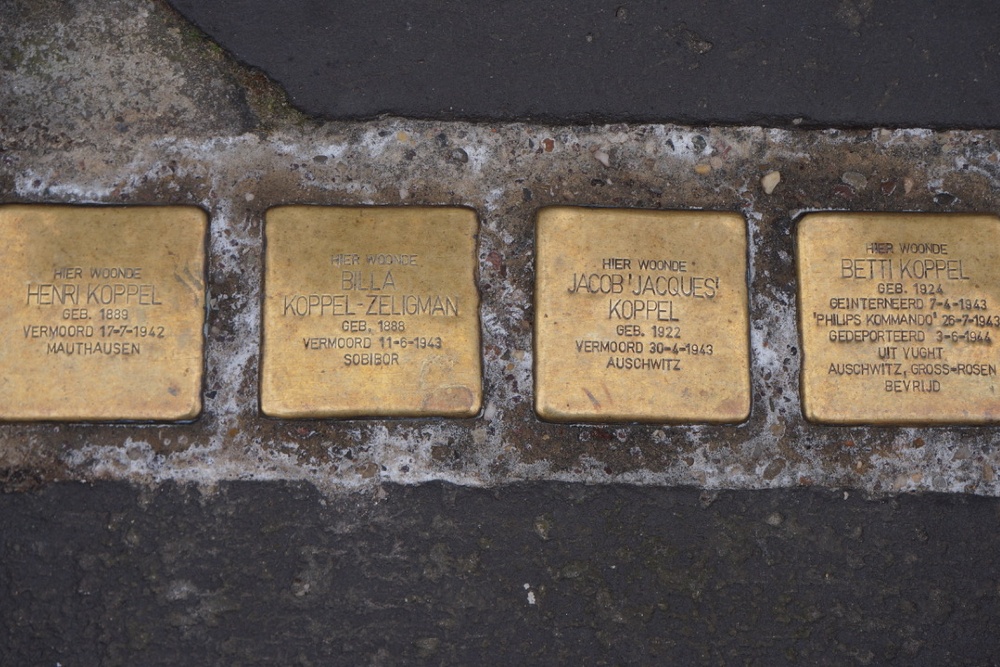 HIER WOONDE
HENRI KOPPEL
GEB. 1889
VERMOORD 17-7-1942
MAUTHAUSEN
HIER WOONDE
BILLA
KOPPEL-ZELIGMAN
GEB. 1888
VERMOORD 11-6-1943
SOBIBOR
HIER WOONDE
JACOB 'JACQUES'
KOPPEL
GEB. 1922
VERMOORD 30-4-1943
AUSCHWITZ
HIER WOONDE
BETTI KOPPEL
GEB. 1924
GEINTERNEERD 7-4-1943
'PHILIPS KOMMANDO' 26-7-1943
GEDEPORTEERD 3-6-1944
UIT VUGHT
AUSCHWITZ, GROSS-ROSEN
BEVRIJD